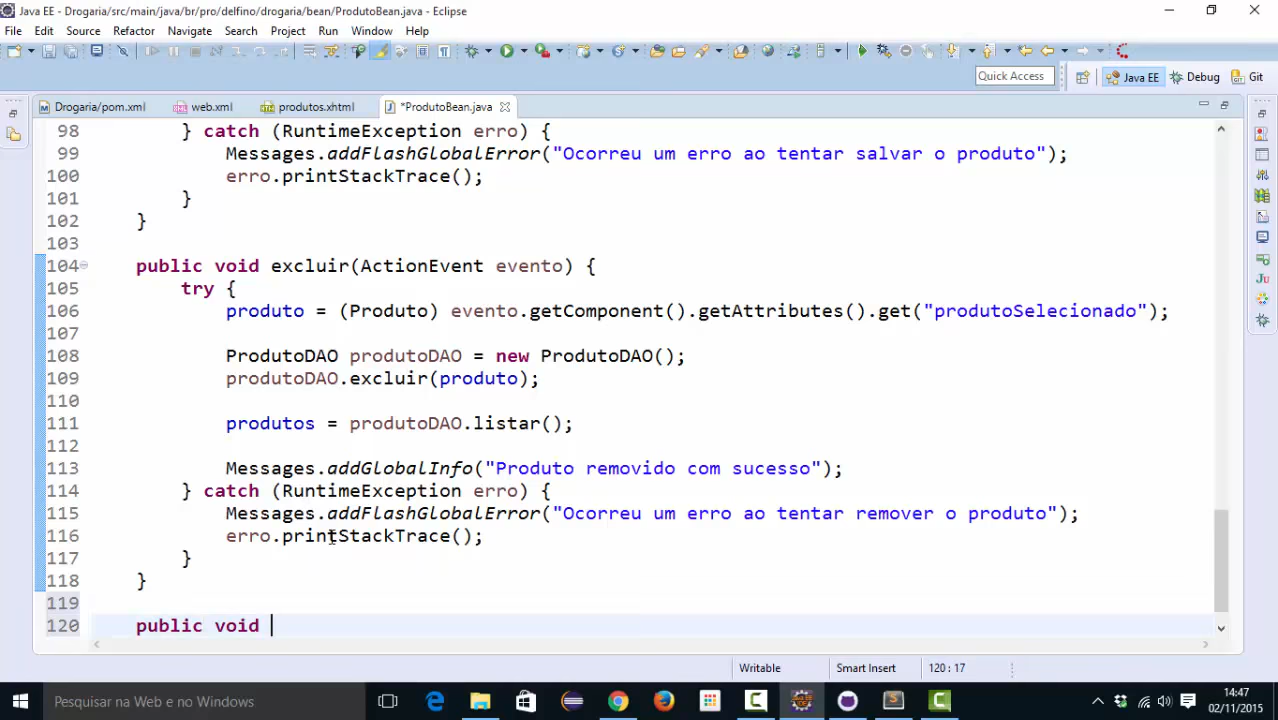 Java EE - Drogaria/src/main/java/br/pro/delfino/drogaria/bean/ProdutoBean.java - Eclipse
File Edit Source Refactor Navigate Search Project Run Window Help
Quick Access Java EE Debug Git
Drogaria/pom.xml web.xml produtos.xhtml *ProdutoBean.java
98 } catch (RuntimeException erro) {
99 Messages.addFlashGlobalError("Ocorreu um erro ao tentar salvar o produto");
100 erro.printStackTrace();
101 }
102 }
103
104 public void excluir(ActionEvent evento) {
105 try {
106 produto = (Produto) evento.getComponent().getAttributes().get("produtoSelecionado");
107
108 ProdutoDAO produtoDAO = new ProdutoDAO();
109 produtoDAO.excluir(produto);
110
111 produtos = produtoDAO.listar();
112
113 Messages.addGlobalInfo("Produto removido com sucesso");
114 } catch (RuntimeException erro) {
115 Messages.addFlashGlobalError("Ocorreu um erro ao tentar remover o produto");
116 erro.printStackTrace();
117 }
118 }
119
120 public void
Writable Smart Insert 120 : 17
Pesquisar na Web e no Windows
14:47
02/11/2015